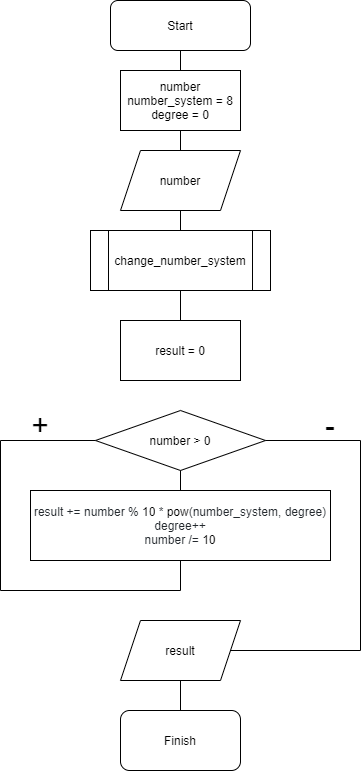 Start
number
number_system = 8
degree = 0
number
change_number_system
result = 0
+
-
number > 0
result += number % 10 * pow(number_system, degree)
degree++
number /= 10
result
Finish